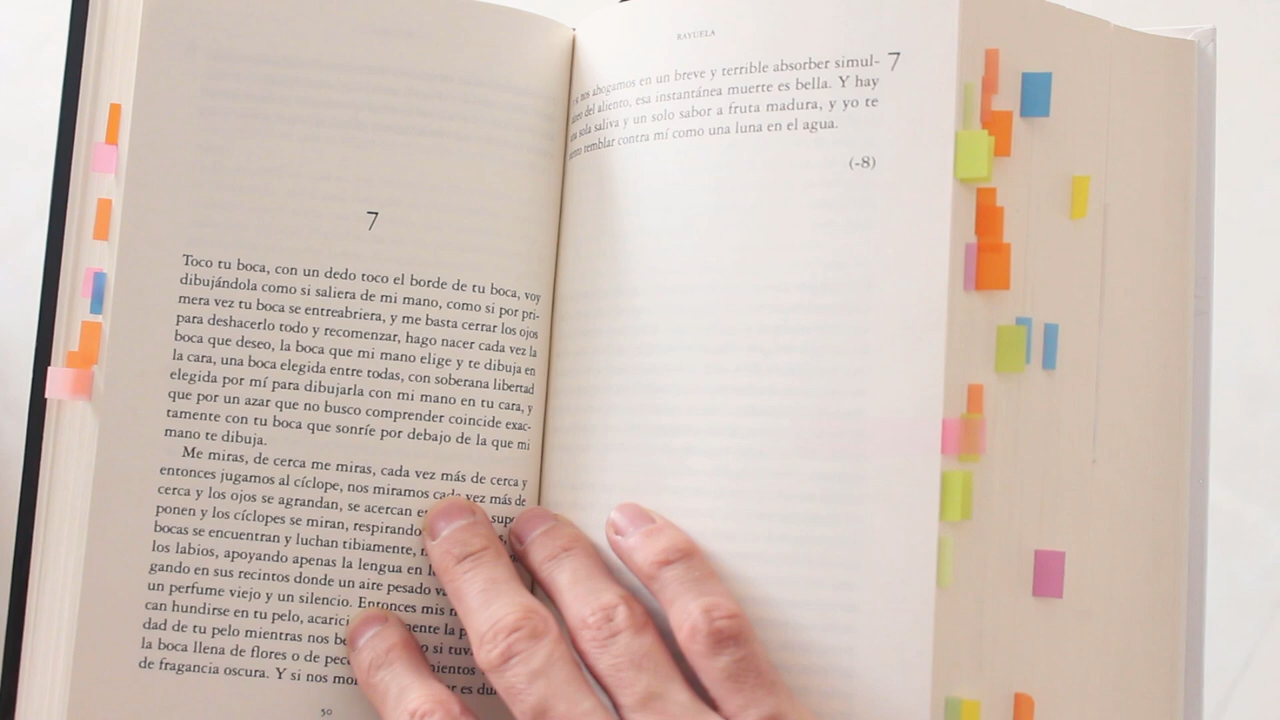 7
Toco tu boca, con un dedo toco el borde de tu boca, voy
dibujándola como si saliera de mi mano, como si por pri-
mera vez tu boca se entreabriera, y me basta cerrar los ojos
para deshacerlo todo y recomenzar, hago nacer cada vez la
boca que deseo, la boca que mi mano elige y te dibuja en
la cara, una boca elegida entre todas, con soberana libertad
elegida por mí para dibujarla con mi mano en tu cara, y
que por un azar que no busco comprender coincide exac-
tamente con tu boca que sonríe por debajo de la que mi
mano te dibuja.
Me miras, de cerca me miras, cada vez más de cerca y
entonces jugamos al cíclope, nos miramos cada vez más de
cerca y los ojos se agrandan, se acercan
ponen y los cíclopes se miran, respirando
bocas se encuentran y luchan tibiamente,
los labios, apoyando apenas la lengua en
gando en sus recintos donde un aire pesado
un perfume viejo y un silencio. Entonces mis
can hundirse en tu pelo, la
dad de tu pelo mientras nos o si
la boca llena de flores o de
de fragancia oscura. Y si nos es
50
RAYUELA
7
nos ahogamos en un breve y terrible absorber simul-
del aliento, esa instantánea muerte es bella. Y hay
sola saliva y un solo sabor a fruta madura, y yo te
temblar contra mí como una luna en el agua.
(-8)